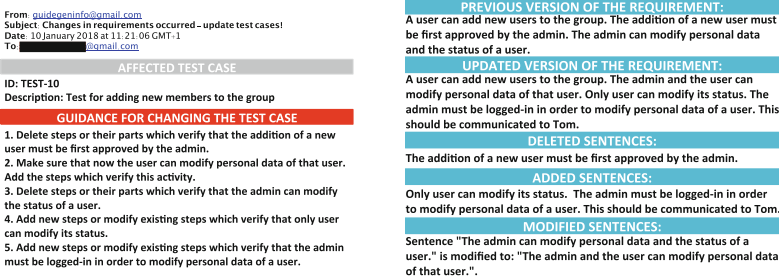 From: guidegeninfo@gmail.com
Subject: Changes in requirements occurred – update test cases!
Date: 10 January 2018 at 11:21:06 GMT-1
To: @gmail.com
AFFECTED TEST CASE
ID: TEST-10
Description: Test for adding new members to the group
GUIDANCE FOR CHANGING THE TEST CASE
1. Delete steps or their parts which verify that the addition of a new
user must be first approved by the admin.
2. Make sure that now the user can modify personal data of that user.
Add the steps which verify this activity.
3. Delete steps or their parts which verify that the admin can modify
the status of a user.
4. Add new steps or modify existing steps which verify that only user
can modify its status.
5. Add new steps or modify existing steps which verify that the admin
must be logged-in in order to modify personal data of a user.
PREVIOUS VERSION OF THE REQUIREMENT:
A user can add new users to the group. The addition of a new user must
be first approved by the admin. The admin can modify personal data
and the status of a user.
UPDATED VERSION OF THE REQUIREMENT:
A user can add new users to the group. The admin and the user can
modify personal data of that user. Only user can modify its status. The
admin must be logged-in in order to modify personal data of a user. This
should be communicated to Tom.
DELETED SENTENCES:
The addition of a new user must be first approved by the admin.
ADDED SENTENCES:
Only user can modify its status. The admin must be logged-in in order
to modify personal data of a user. This should be communicated to Tom.
MODIFIED SENTENCES:
Sentence "The admin can modify personal data and the status of a
user." is modified to: "The admin and the user can modify personal data
of that user.".